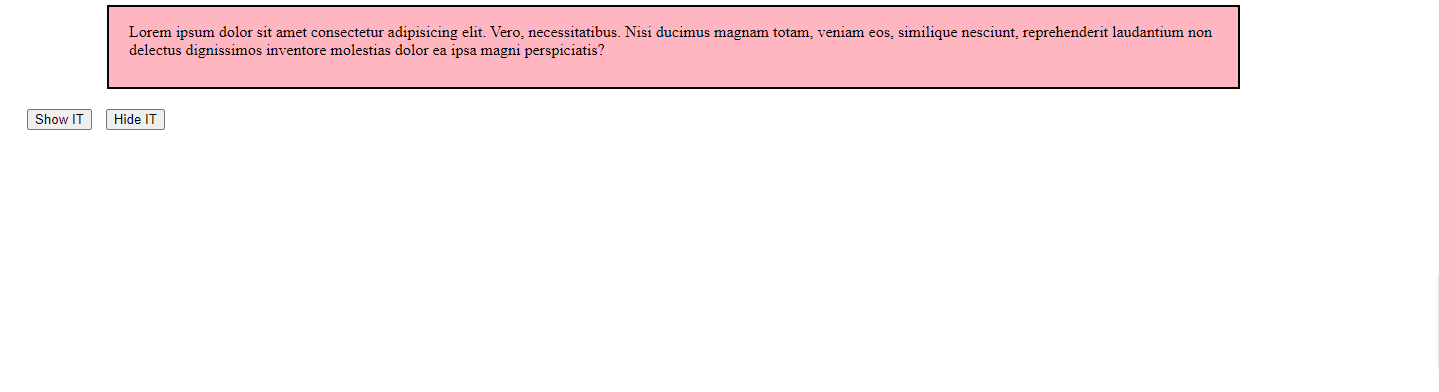 Lorem ipsum dolor sit amet consectetur adipisicing elit. Vero, necessitatibus. Nisi ducimus magnam totam, veniam eos, similique nesciunt, reprehenderit laudantium non
delectus dignissimos inventore molestias dolor ea ipsa magni perspiciatis?
Show IT Hide IT